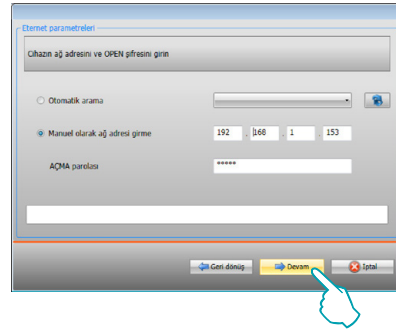 Eternet parametreleri
Cihazın ağ adresini ve OPEN şifresini girin
Otomatik arama
Manuel olarak ağ adresi girme 192 . 168 . 1 . 153
AÇMA parolası *****
Geri dönüş Devam İptal